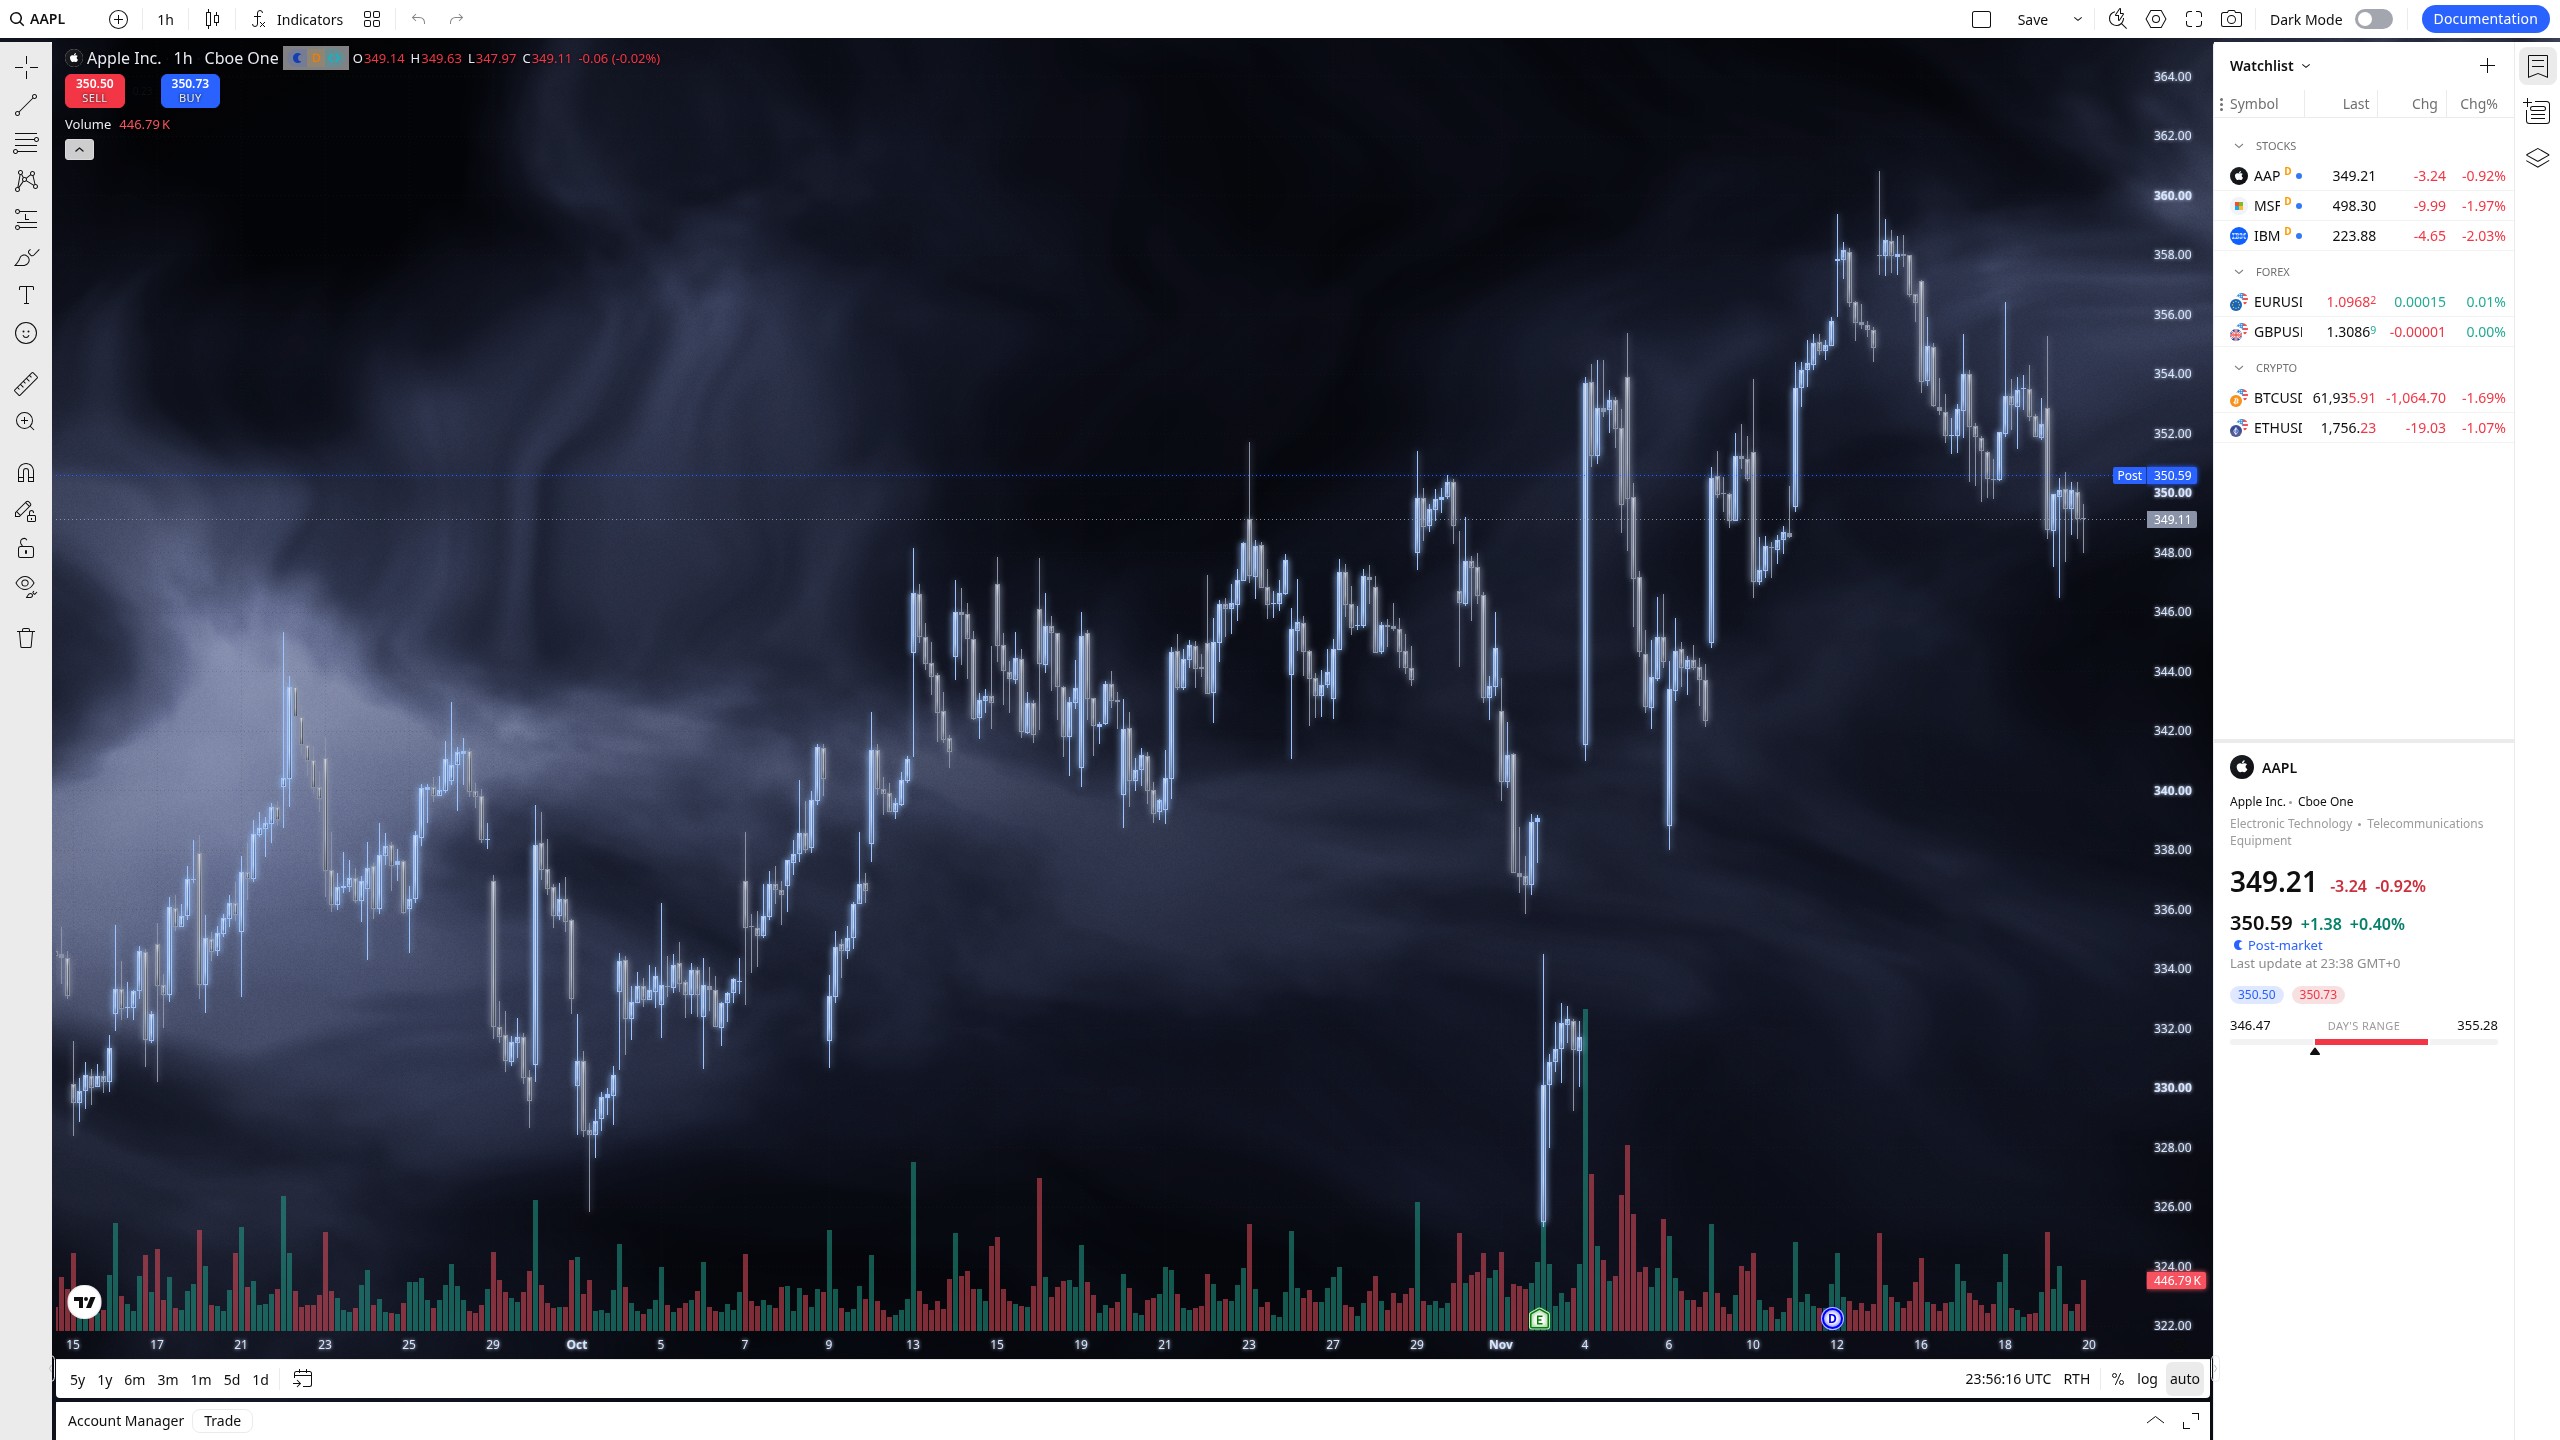 AAPL 1h Indicators Save Dark Mode Documentation
Apple Inc. 1h Cboe One D O349.14 H349.63 L347.97 C349.11 -0.06 (-0.02%)
350.50 SELL
350.73 BUY
Volume 446.79 K
364.00
362.00
360.00
358.00
356.00
354.00
352.00
Post 350.59
350.00
349.11
348.00
346.00
344.00
342.00
340.00
338.00
336.00
334.00
332.00
330.00
328.00
326.00
324.00
446.79 K
322.00
E D
15 17 21 23 25 29 Oct 5 7 9 13 15 19 21 23 27 29 Nov 4 6 10 12 16 18 20
5y 1y 6m 3m 1m 5d 1d 23:56:16 UTC RTH % log auto
Account Manager Trade
Watchlist
Symbol Last Chg Chg%
STOCKS
AAP D 349.21 -3.24 -0.92%
MSF D 498.30 -9.99 -1.97%
IBM D 223.88 -4.65 -2.03%
FOREX
EURUSI 1.09682 0.00015 0.01%
GBPUSI 1.30869 -0.00001 0.00%
CRYPTO
BTCUSI 61,935.91 -1,064.70 -1.69%
ETHUSI 1,756.23 -19.03 -1.07%
AAPL
Apple Inc. • Cboe One
Electronic Technology • Telecommunications
Equipment
349.21 -3.24 -0.92%
350.59 +1.38 +0.40%
Post-market
Last update at 23:38 GMT+0
350.50 350.73
346.47 DAY'S RANGE 355.28